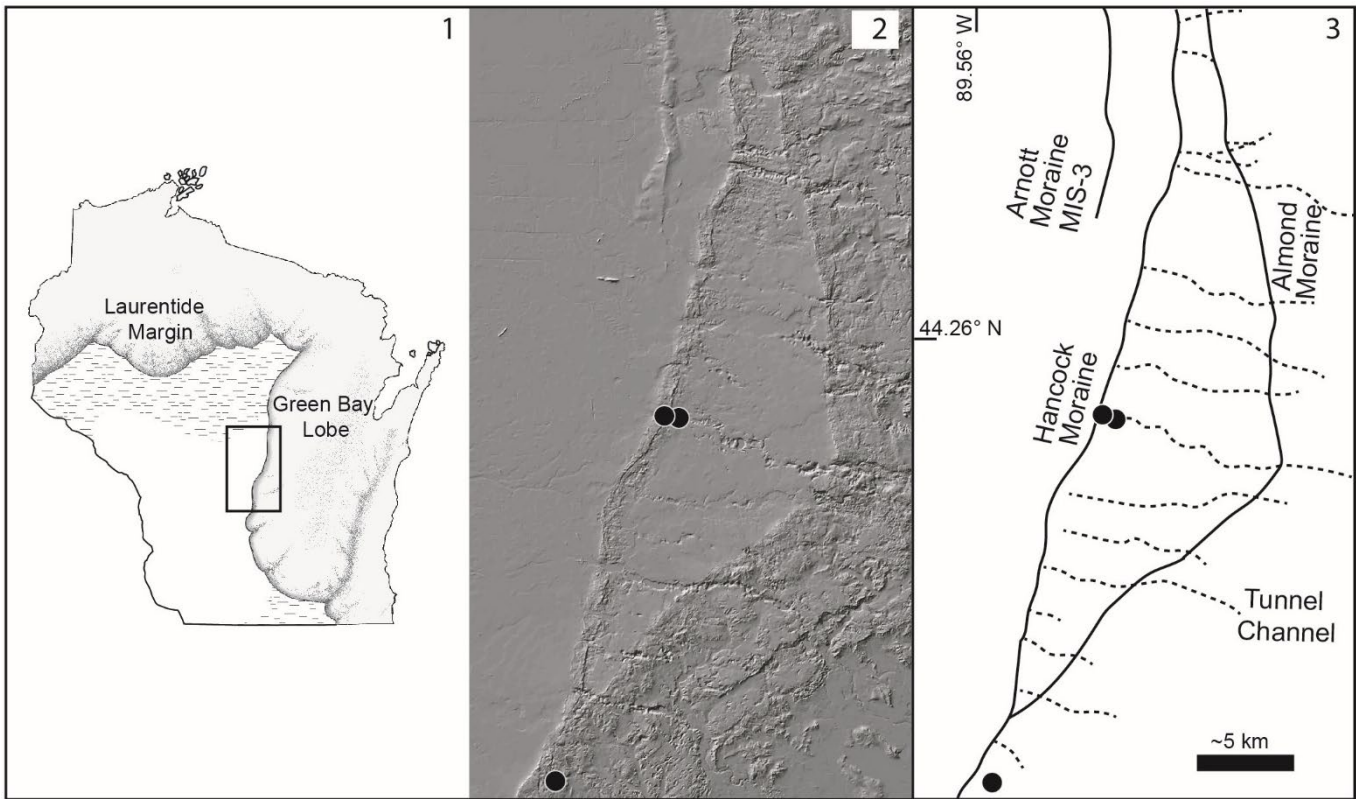 1
Laurentide
Margin
Green Bay
Lobe
2
3
89.56° W
Arnott
Moraine
MIS-3
Almond
Moraine
44.26° N
Hancock
Moraine
Tunnel
Channel
~5 km